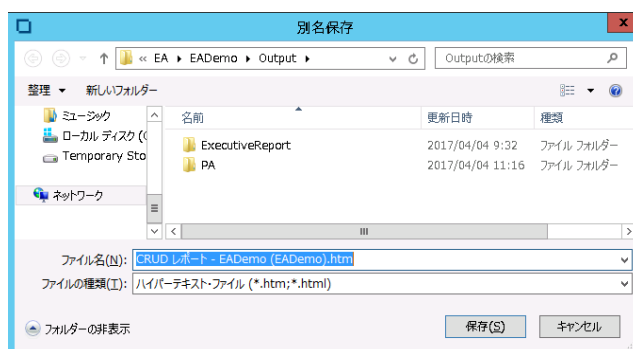 別名保存
x
« EA ▸ EADemo ▸ Output ▸ Outputの検索
整理 ▼ 新しいフォルダー
名前 更新日時 種類
ミュージック
ローカル ディスク (C
Temporary Sto
ネットワーク
ExecutiveReport 2017/04/04 9:32 ファイル フォルダー
PA 2017/04/04 11:16 ファイル フォルダー
ファイル名(N): CRUD レポート - EADemo (EADemo).htm
ファイルの種類(T): ハイパーテキスト・ファイル (*.htm;*.html)
フォルダーの非表示 保存(S) キャンセル